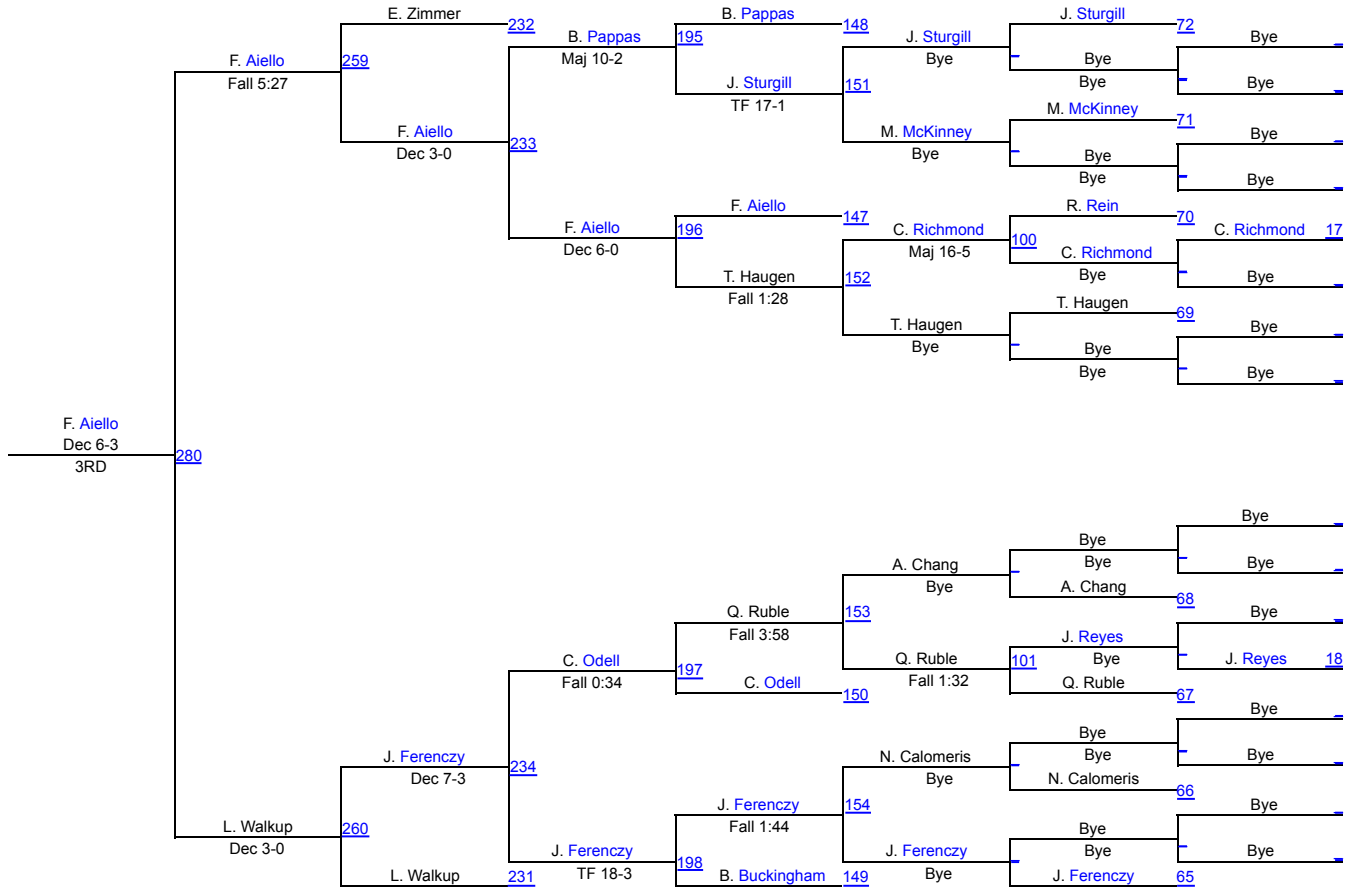 E. Zimmer B. Pappas J. Sturgill
232 148 72
B. Pappas 195 J. Sturgill Bye
F. Aiello 259 Maj 10-2 Bye Bye
Fall 5:27 J. Sturgill 151 Bye Bye
TF 17-1 M. McKinney
71
F. Aiello M. McKinney Bye
Dec 3-0 233 Bye Bye
Bye Bye
F. Aiello R. Rein
F. Aiello 196 147 C. Richmond 70 C. Richmond 17
Dec 6-0 Maj 16-5 100 C. Richmond
T. Haugen 152 Bye Bye
Fall 1:28 T. Haugen
T. Haugen 69 Bye
Bye Bye
Bye Bye
F. Aiello
Dec 6-3
3RD 280
Bye
Bye
A. Chang Bye Bye
Bye A. Chang
68
Q. Ruble 153 Bye
Fall 3:58 J. Reyes
C. Odell Q. Ruble 101 Bye J. Reyes 18
Fall 0:34 197 Fall 1:32
C. Odell 150 Q. Ruble 67
Bye
Bye
J. Ferenczy N. Calomeris Bye Bye
Dec 7-3 234 Bye N. Calomeris
66
J. Ferenczy 154 Bye
L. Walkup 260 Fall 1:44 Bye
Dec 3-0 J. Ferenczy J. Ferenczy Bye Bye
TF 18-3 198 Bye
L. Walkup 231 B. Buckingham 149 J. Ferenczy 65